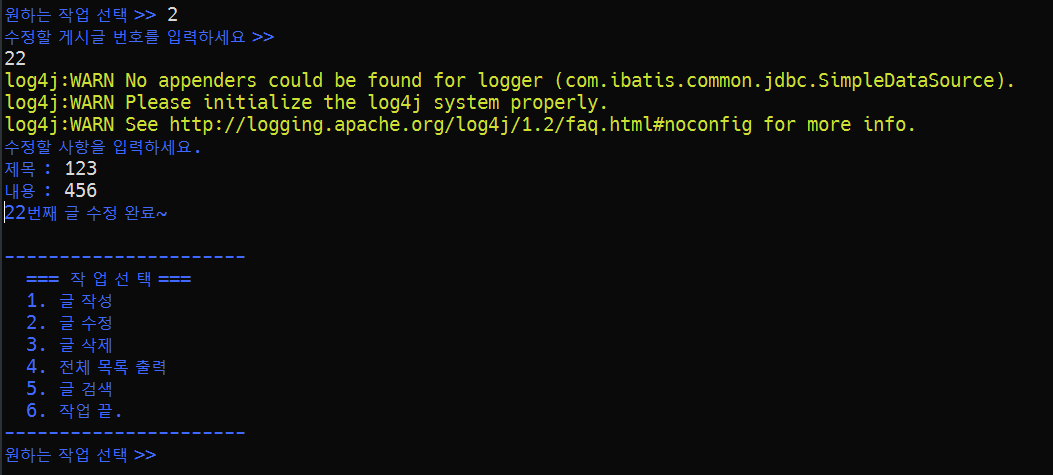 원하는 작업 선택 >> 2
수정할 게시글 번호를 입력하세요 >>
22
log4j:WARN No appenders could be found for logger (com.ibatis.common.jdbc.SimpleDataSource).
log4j:WARN Please initialize the log4j system properly.
log4j:WARN See http://logging.apache.org/log4j/1.2/faq.html#noconfig for more info.
수정할 사항을 입력하세요.
제목 : 123
내용 : 456
22번째 글 수정 완료~
----------------------
=== 작 업 선 택 ===
1. 글 작성
2. 글 수정
3. 글 삭제
4. 전체 목록 출력
5. 글 검색
6. 작업 끝.
----------------------
원하는 작업 선택 >>